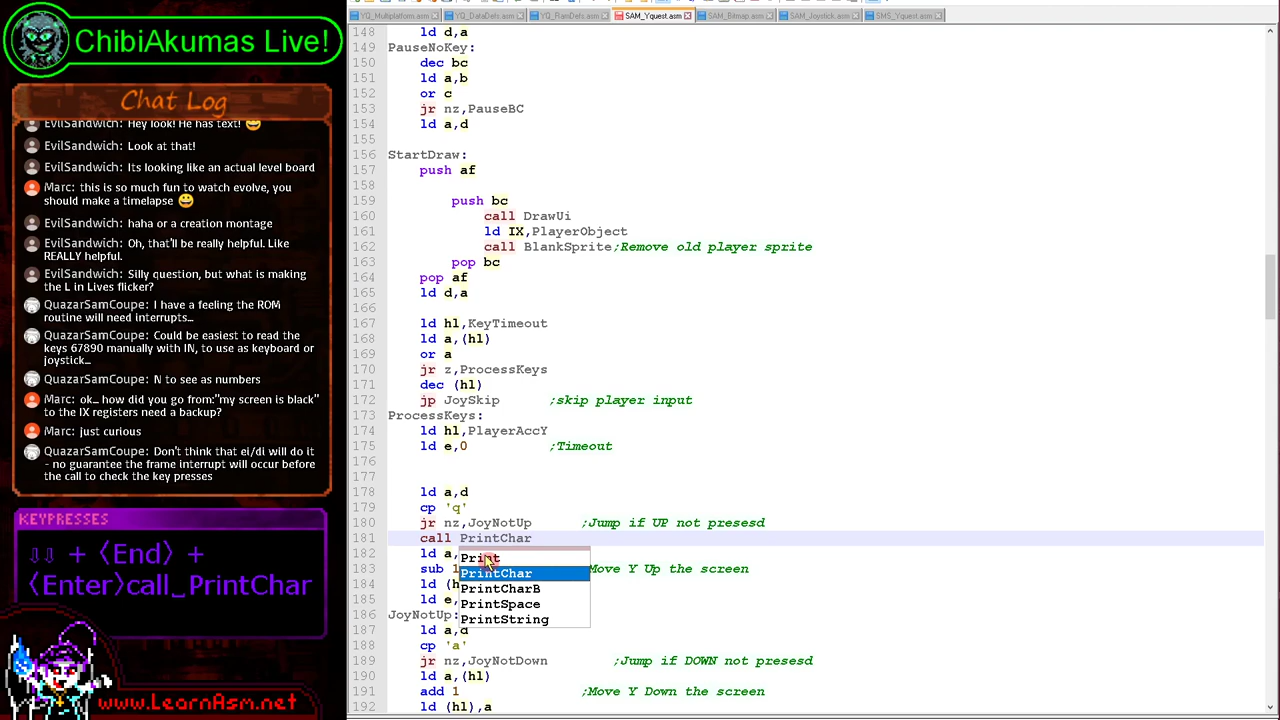 ChibiAkumas Live!
Chat Log
EvilSandwich: Hey look! He has text! 😀
EvilSandwich: Look at that!
EvilSandwich: Its looking like an actual level board
Marc: this is so much fun to watch evolve, you
should make a timelapse 😀
EvilSandwich: haha or a creation montage
EvilSandwich: Oh, that'll be really helpful. Like
REALLY helpful.
EvilSandwich: Silly question, but what is making
the L in Lives flicker?
QuazarSamCoupe: I have a feeling the ROM
routine will need interrupts...
QuazarSamCoupe: Could be easiest to read the
keys 67890 manually with IN, to use as keyboard or
joystick...
QuazarSamCoupe: N to see as numbers
Marc: ok... how did you go from:"my screen is black"
to the IX registers need a backup?
Marc: just curious
QuazarSamCoupe: Don't think that ei/di will do it
- no guarantee the frame interrupt will occur before
the call to check the key presses
KEYPRESSES
⇩⇩ + ⟨End⟩ +
⟨Enter⟩call_PrintChar
www.LearnAsm.net
YQ_Multiplatform.asm YQ_DataDefs.asm YQ_RamDefs.asm SAM_Yquest.asm SAM_Bitmap.asm SAM_Joystick.asm SMS_Yquest.asm
148 ld d,a
149 PauseNoKey:
150 dec bc
151 ld a,b
152 or c
153 jr nz,PauseBC
154 ld a,d
155
156 StartDraw:
157 push af
158
159 push bc
160 call DrawUi
161 ld IX,PlayerObject
162 call BlankSprite;Remove old player sprite
163 pop bc
164 pop af
165 ld d,a
166
167 ld hl,KeyTimeout
168 ld a,(hl)
169 or a
170 jr z,ProcessKeys
171 dec (hl)
172 jp JoySkip ;skip player input
173 ProcessKeys:
174 ld hl,PlayerAccY
175 ld e,0 ;Timeout
176
177
178 ld a,d
179 cp 'q'
180 jr nz,JoyNotUp ;Jump if UP not presesd
181 call PrintChar
182 ld a,
183 sub 1 Move Y Up the screen
184 ld (h
185 ld e,
186 JoyNotUp:
187 ld a,d
188 cp 'a'
189 jr nz,JoyNotDown ;Jump if DOWN not presesd
190 ld a,(hl)
191 add 1 ;Move Y Down the screen
192 ld (hl),a
Print
PrintChar
PrintCharB
PrintSpace
PrintString